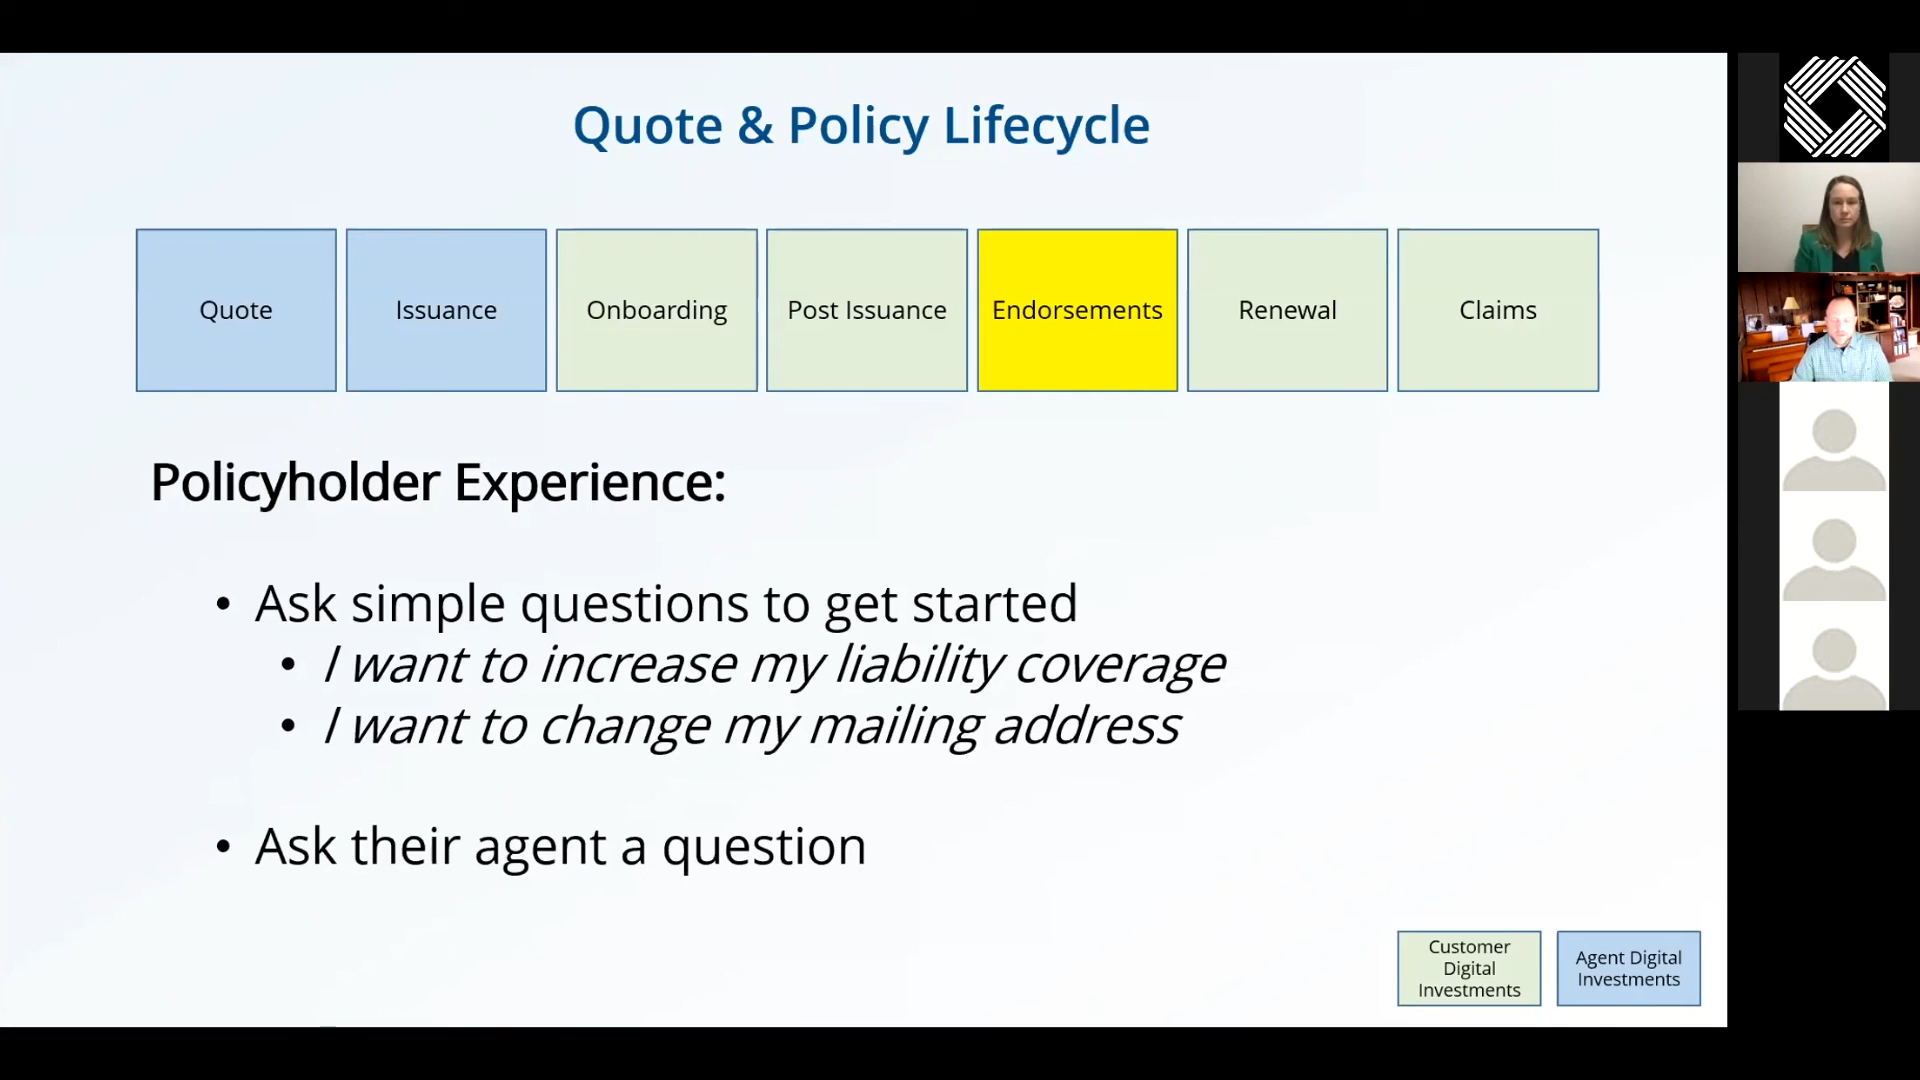 Quote & Policy Lifecycle
Quote
Issuance
Onboarding
Post Issuance
Endorsements
Renewal
Claims
Policyholder Experience:
• Ask simple questions to get started
• I want to increase my liability coverage
• I want to change my mailing address
• Ask their agent a question
Customer
Digital
Investments
Agent Digital
Investments